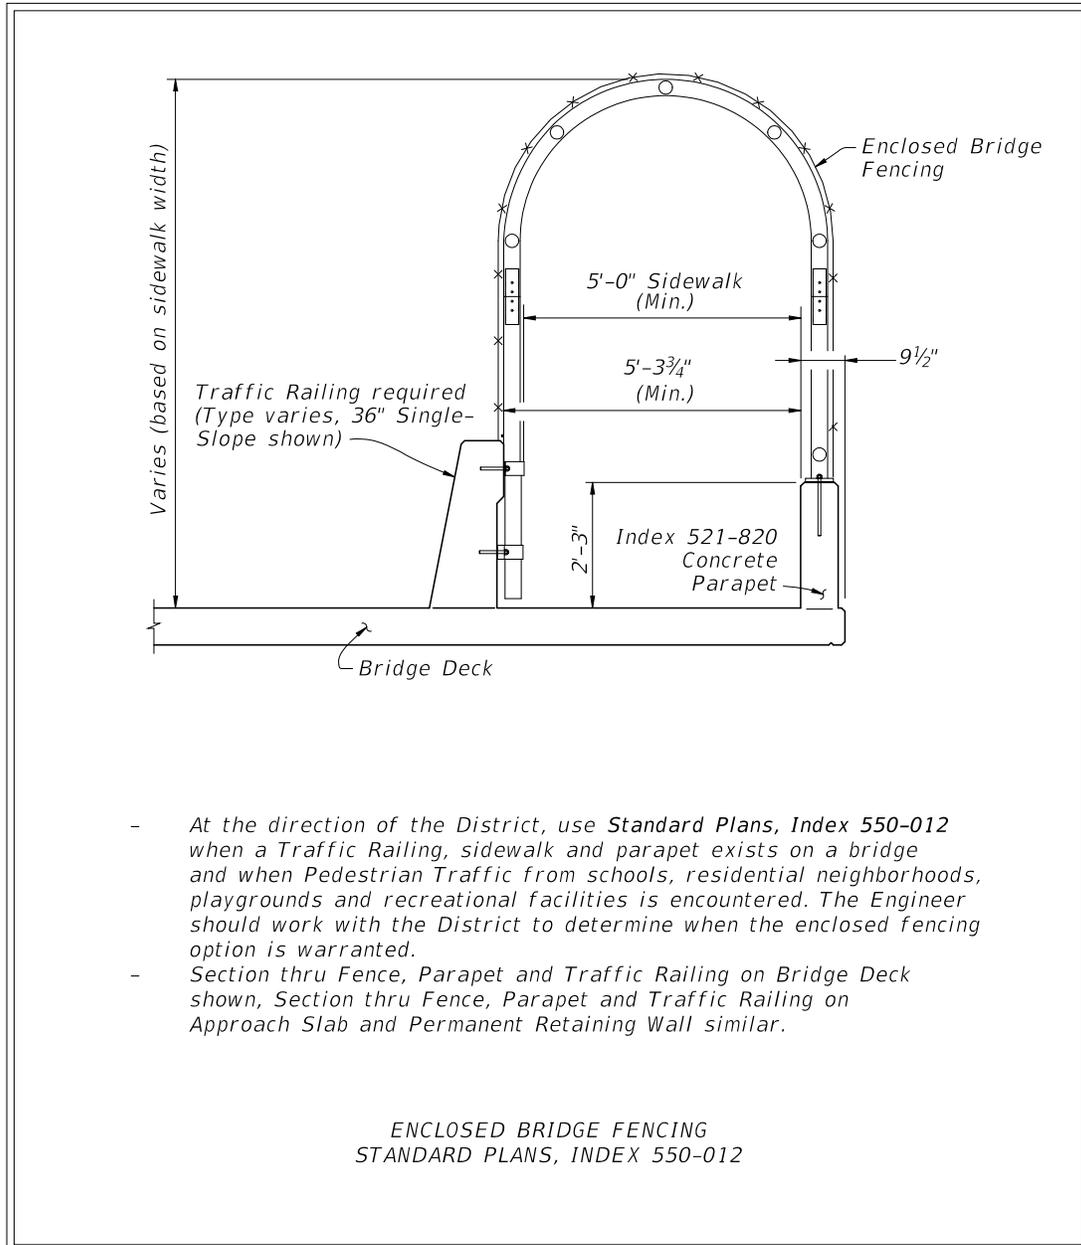 Varies (based on sidewalk width)
Enclosed Bridge
Fencing
5'-0" Sidewalk
(Min.)
5'-3¾"
(Min.)
9½"
Traffic Railing required
(Type varies, 36" Single-
Slope shown)
2'-3"
Index 521-820
Concrete
Parapet
Bridge Deck
- At the direction of the District, use Standard Plans, Index 550-012
when a Traffic Railing, sidewalk and parapet exists on a bridge
and when Pedestrian Traffic from schools, residential neighborhoods,
playgrounds and recreational facilities is encountered. The Engineer
should work with the District to determine when the enclosed fencing
option is warranted.
- Section thru Fence, Parapet and Traffic Railing on Bridge Deck
shown, Section thru Fence, Parapet and Traffic Railing on
Approach Slab and Permanent Retaining Wall similar.
ENCLOSED BRIDGE FENCING
STANDARD PLANS, INDEX 550-012